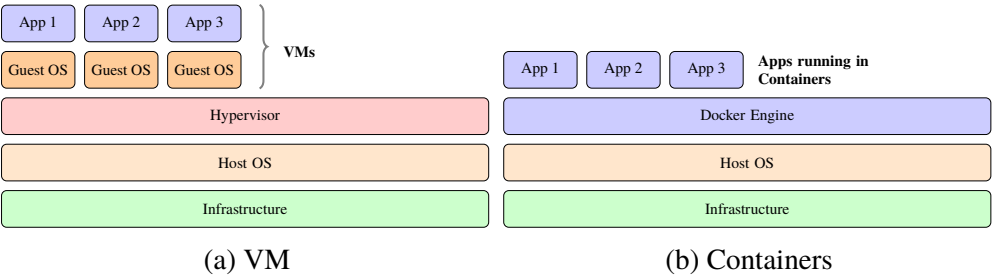 App 1
App 2
App 3
Guest OS
Guest OS
Guest OS
VMs
Hypervisor
Host OS
Infrastructure
(a) VM
App 1
App 2
App 3
Apps running in
Containers
Docker Engine
Host OS
Infrastructure
(b) Containers